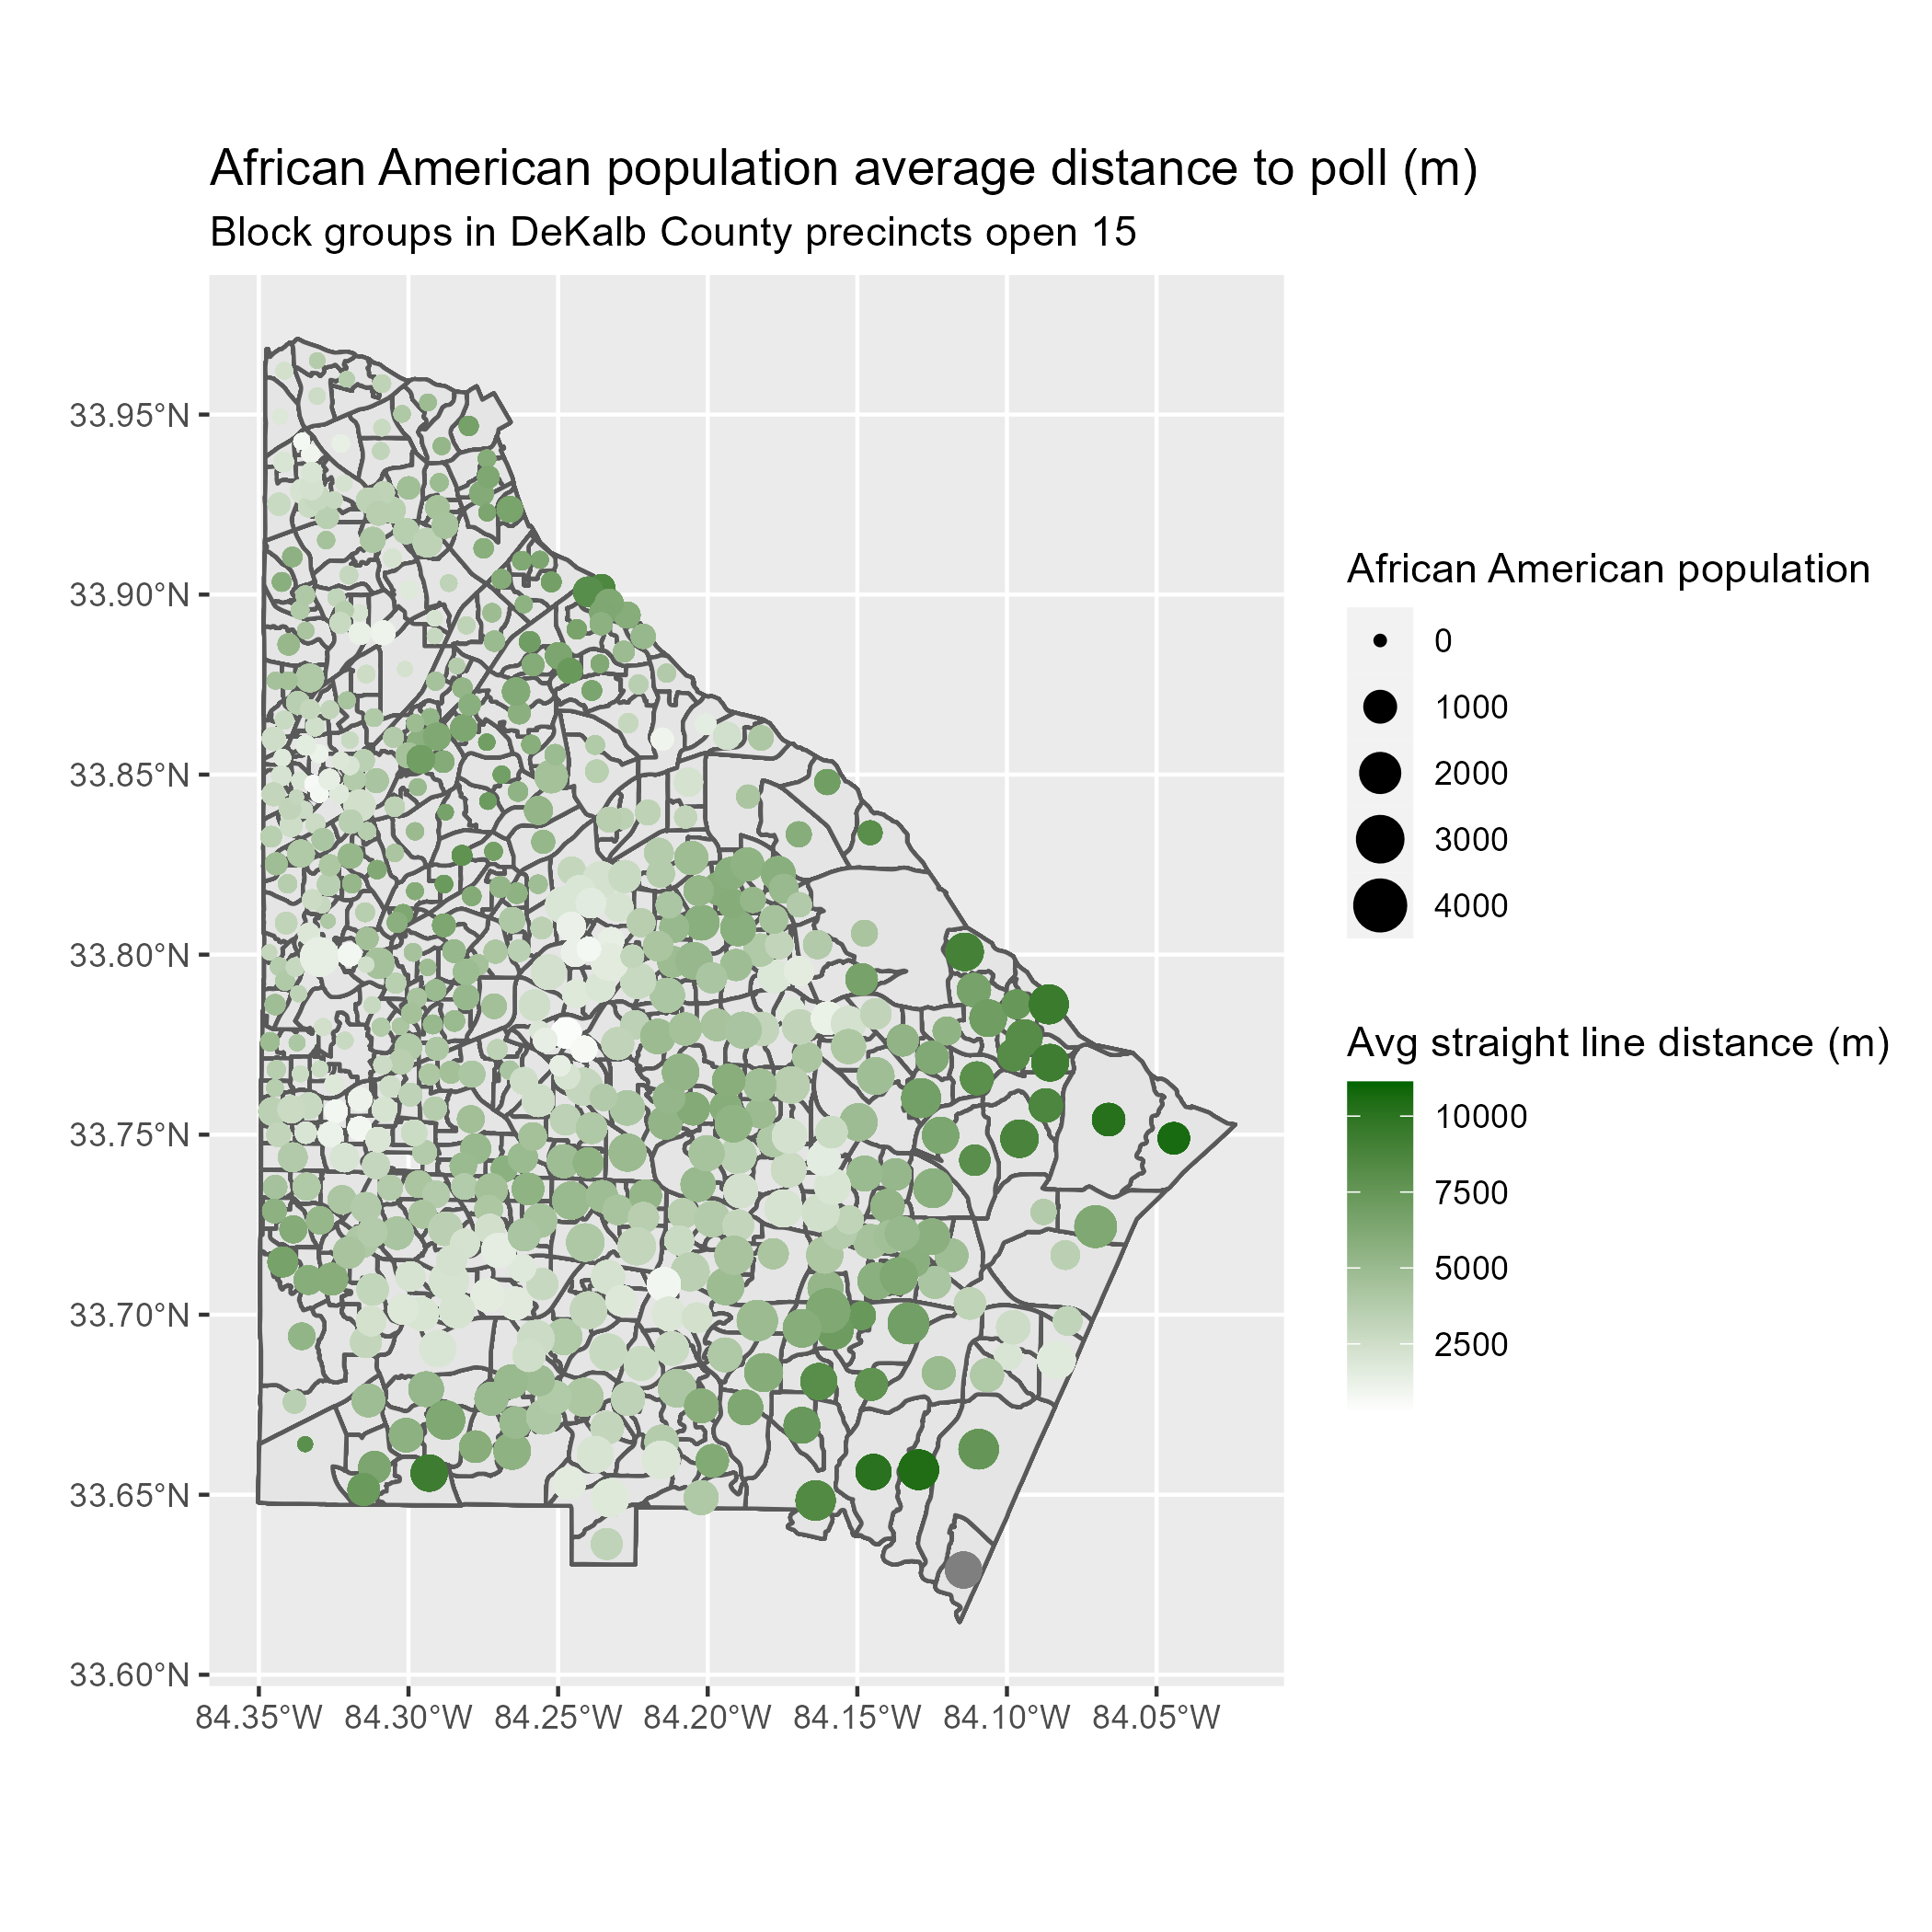 African American population average distance to poll (m)
Block groups in DeKalb County precincts open 15
33.95°N
33.90°N
33.85°N
33.80°N
33.75°N
33.70°N
33.65°N
33.60°N
84.35°W 84.30°W 84.25°W 84.20°W 84.15°W 84.10°W 84.05°W
African American population
0
1000
2000
3000
4000
Avg straight line distance (m)
10000
7500
5000
2500